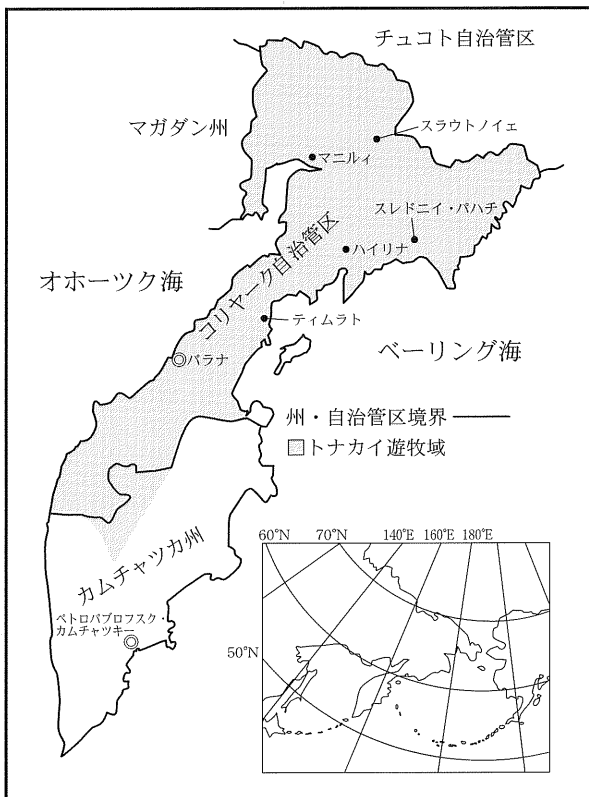 チュコト自治管区
マガダン州
スラウトノイェ
マニルィ
スレドニイ・パハチ
ハイリナ
コリヤーク自治管区
オホーツク海
ティムラト
パラナ
ベーリング海
州・自治管区境界
トナカイ遊牧域
カムチャツカ州
ペトロパブロフスク・
カムチャツキー
60°N 70°N 140°E 160°E 180°E
50°N